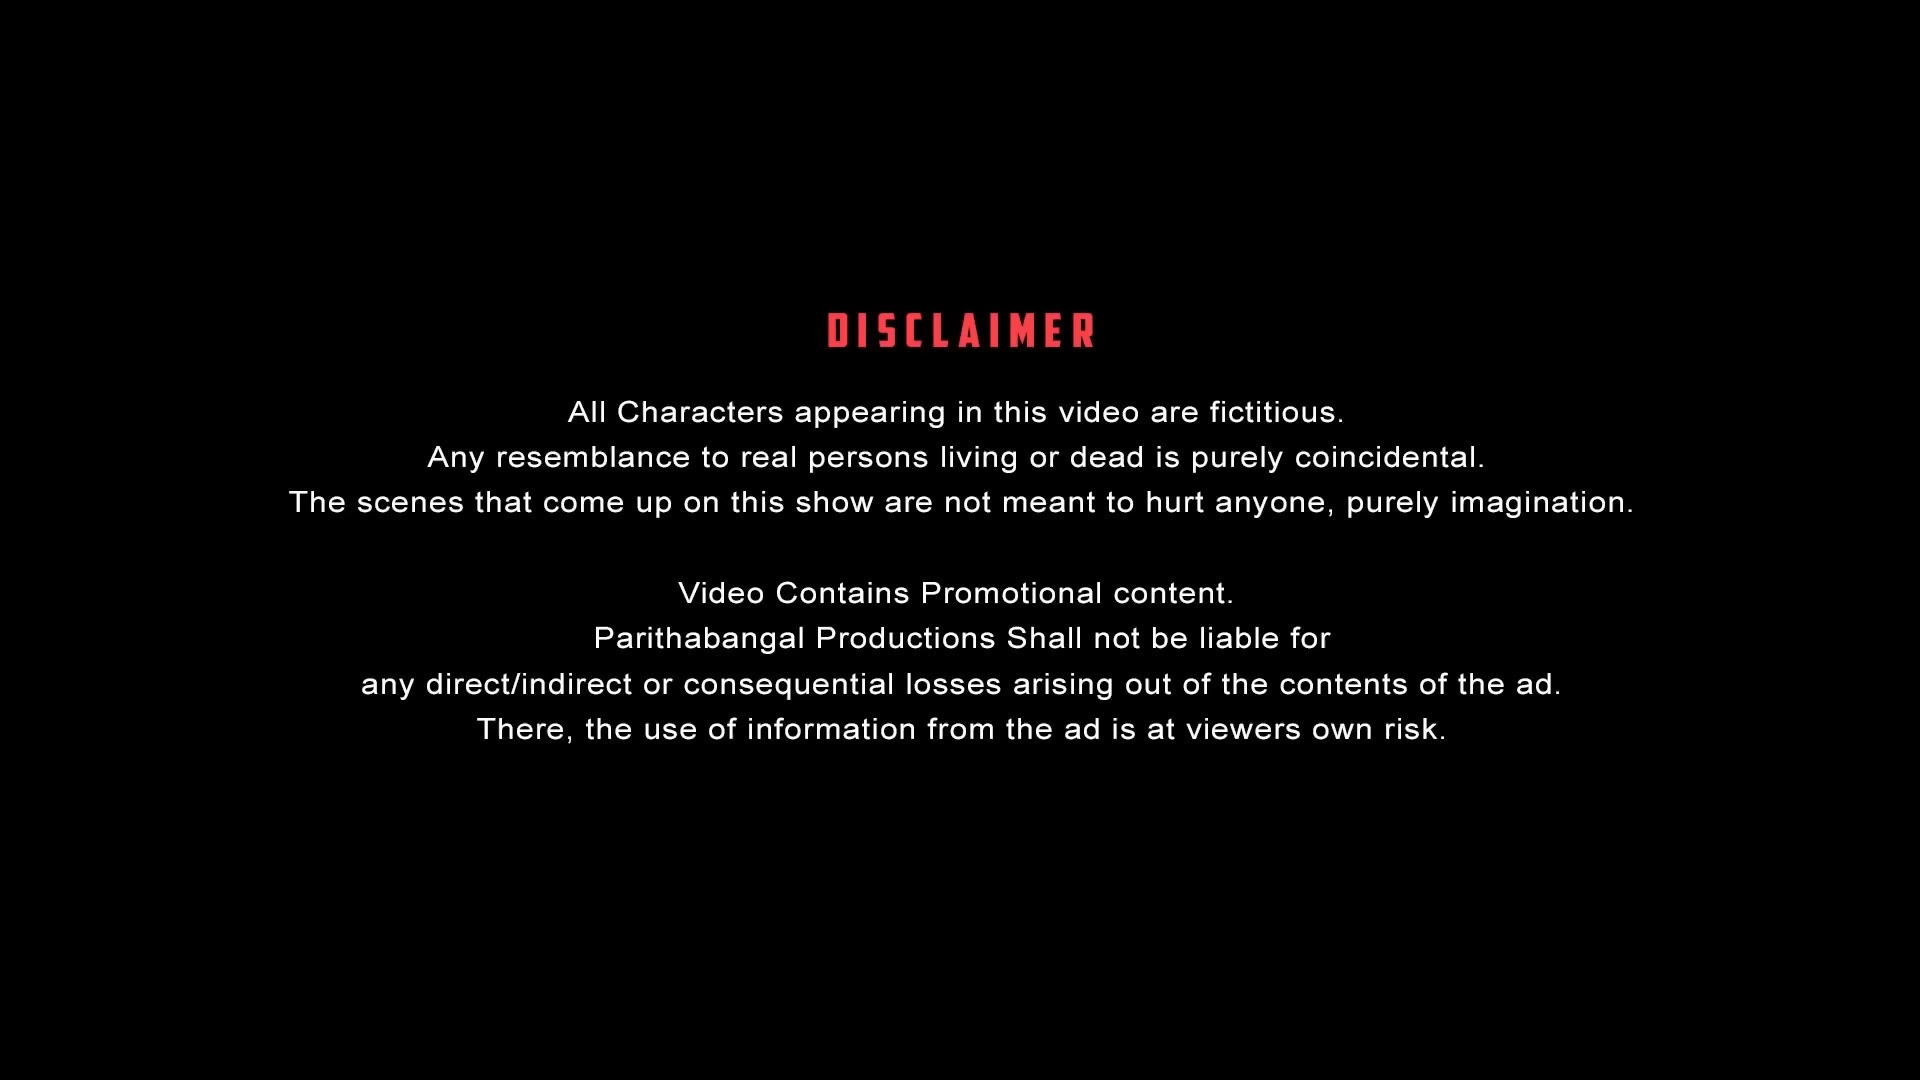 DISCLAIMER
All Characters appearing in this video are fictitious.
Any resemblance to real persons living or dead is purely coincidental.
The scenes that come up on this show are not meant to hurt anyone, purely imagination.
Video Contains Promotional content.
Parithabangal Productions Shall not be liable for
any direct/indirect or consequential losses arising out of the contents of the ad.
There, the use of information from the ad is at viewers own risk.